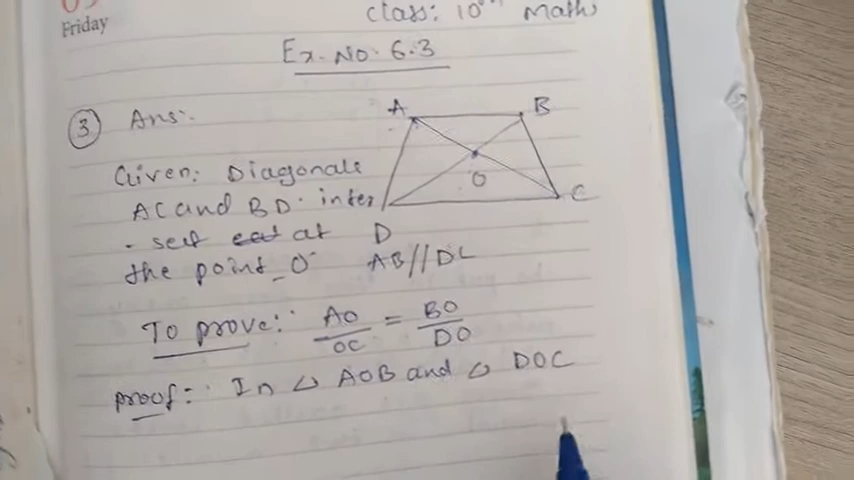 Friday
Class: 10th Maths
Ex. No. 6.3
3 Ans:
A B
O C
D
Given: Diagonals
AC and BD inter
- sect at
the point O
AB//DC
To prove: AO/OC = BO/DO
Proof: In △ AOB and △ DOC